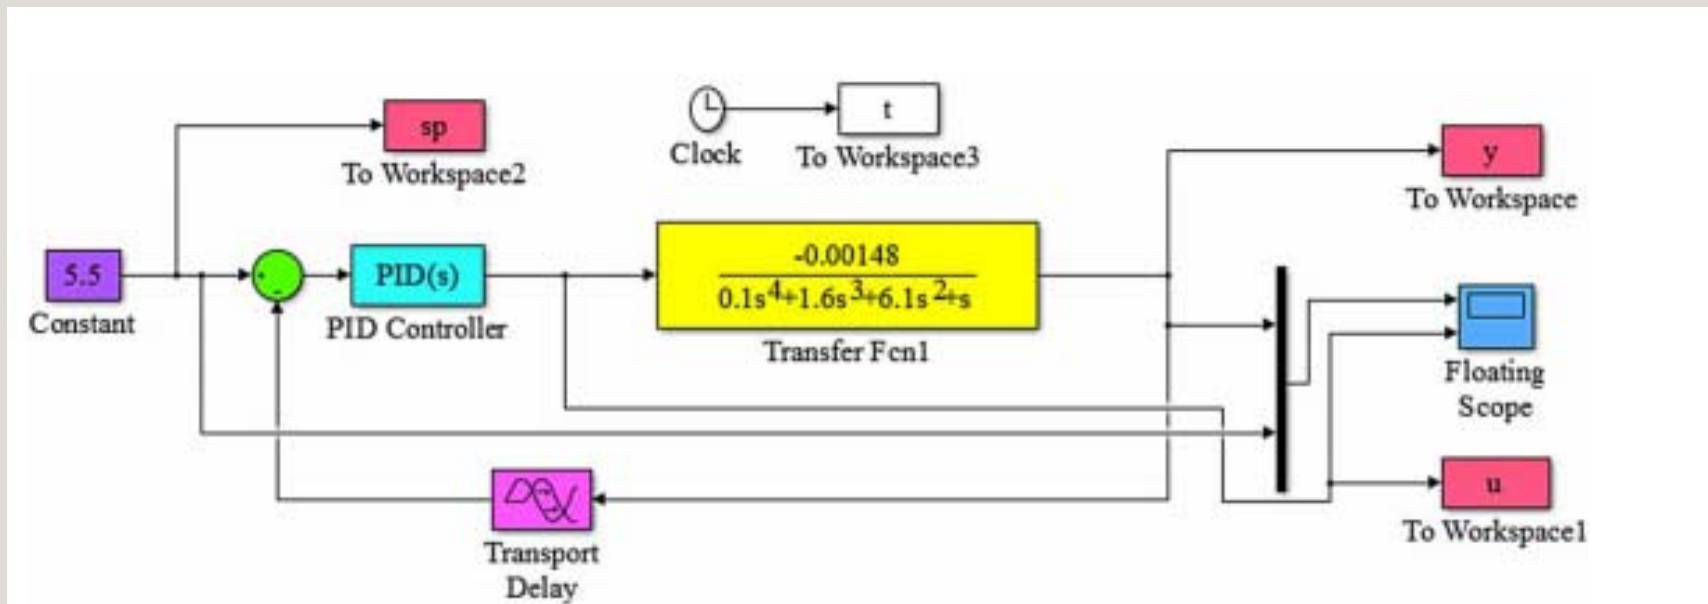 sp
To Workspace2
Clock
t
To Workspace3
y
To Workspace
5.5
Constant
PID(s)
PID Controller
-0.00148
0.1s4+1.6s3+6.1s2+s
Transfer Fcn1
Floating
Scope
u
To Workspace1
Transport
Delay